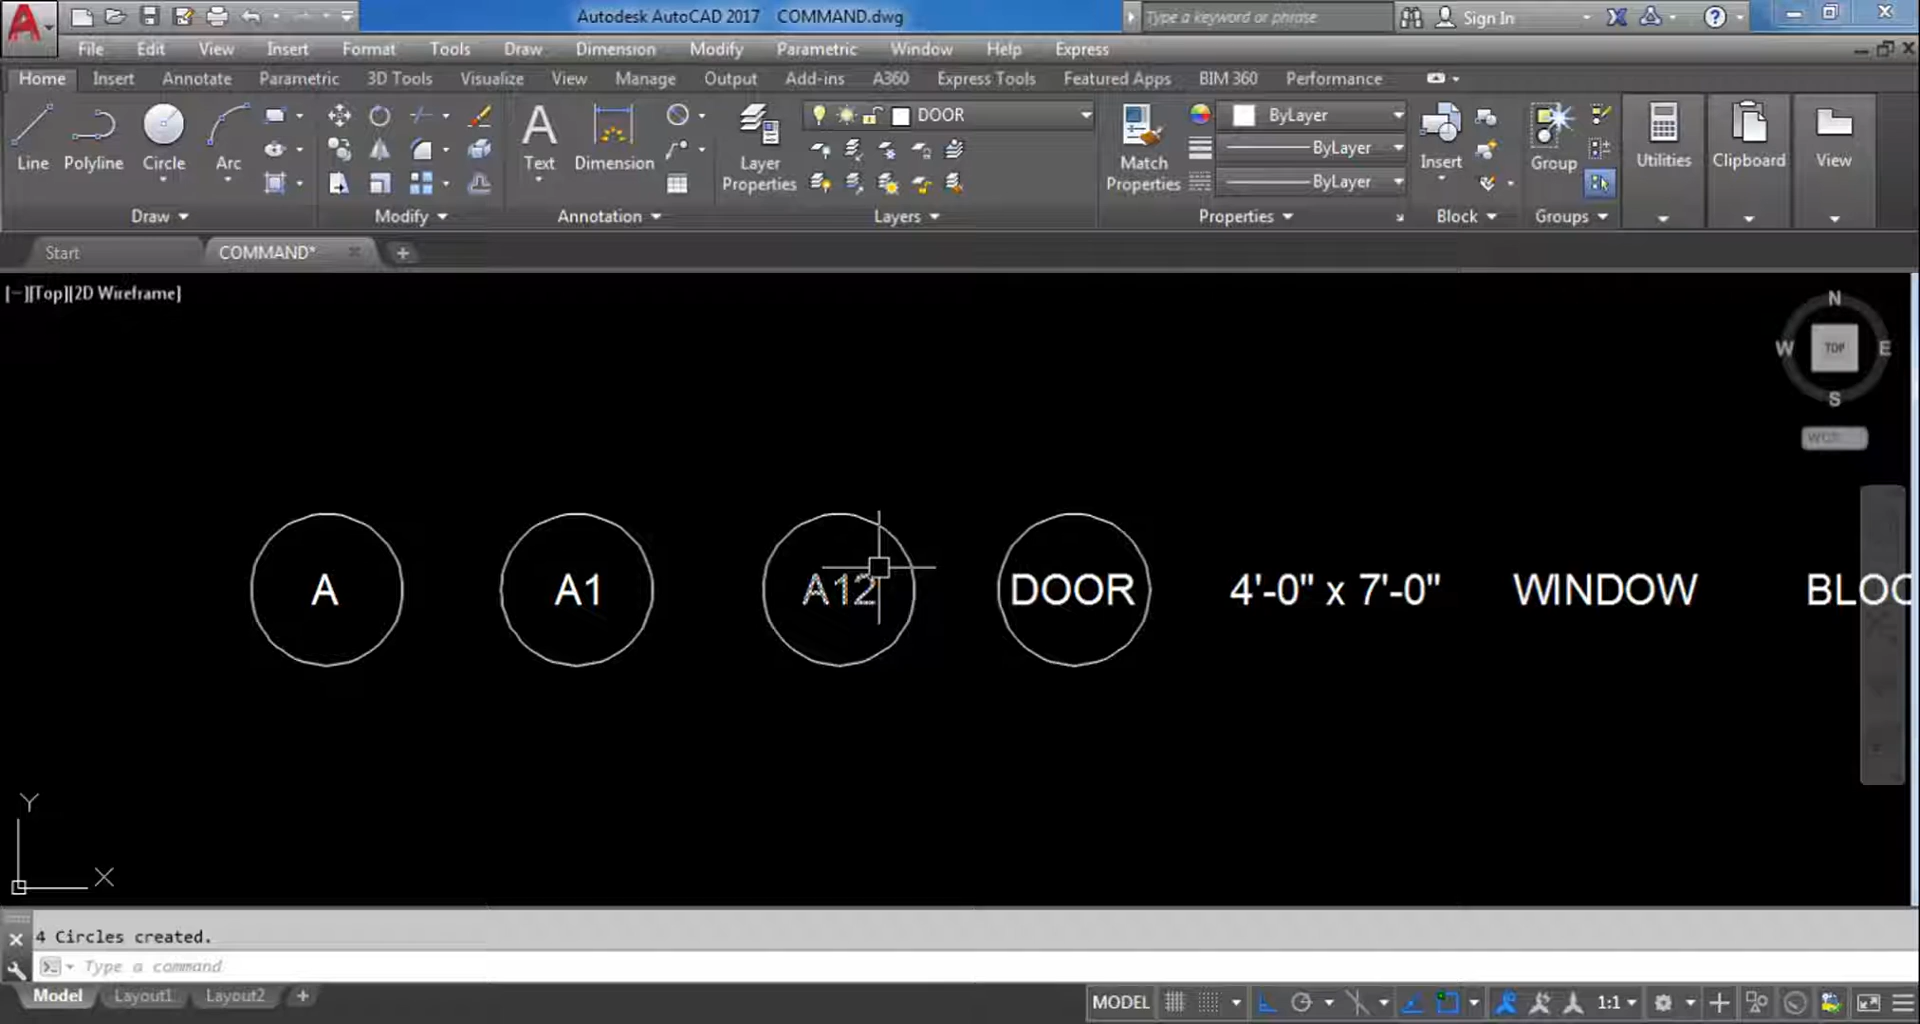 Autodesk AutoCAD 2017 COMMAND.dwg
Type a keyword or phrase
Sign In
File Edit View Insert Format Tools Draw Dimension Modify Parametric Window Help Express
Home Insert Annotate Parametric 3D Tools Visualize View Manage Output Add-ins A360 Express Tools Featured Apps BIM 360 Performance
DOOR
ByLayer
Line Polyline Circle Arc
Text Dimension
Layer Properties
Match Properties
ByLayer
ByLayer
Insert
Group
Utilities Clipboard View
Draw Modify Annotation Layers Properties Block Groups
Start COMMAND*
[−][Top][2D Wireframe]
N
W TOP E
S
WCS
A A1 A12 DOOR 4'-0" x 7'-0" WINDOW BLOC
Y
X
4 Circles created.
Type a command
Model Layout1 Layout2 +
MODEL 1:1